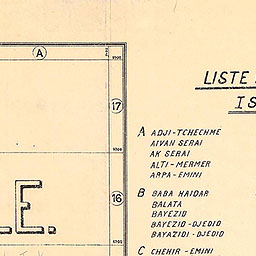 A
17
16
LE.
LISTE
IS
A ADJI-TCHECHME
AIVAN SERAI
AK SERAI
ALTI-MERMER
ARPA-EMINI
B BABA HAIDAR
BALATA
BAYEZID
BAYEZID-DJEDID
BAYAZIDI-DJEDID
C CHEHIR-EMINI